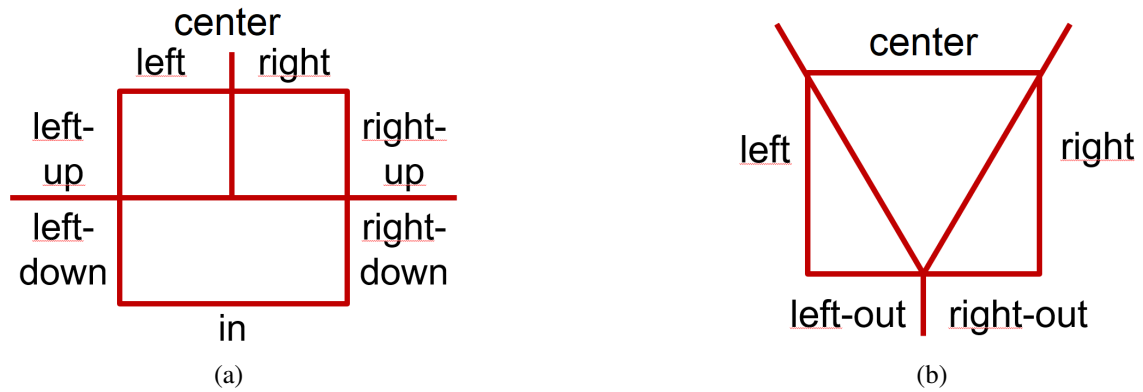 center
left right
left-
up
right-
up
left-
down
right-
down
in
(a)
center
left
right
left-out right-out
(b)